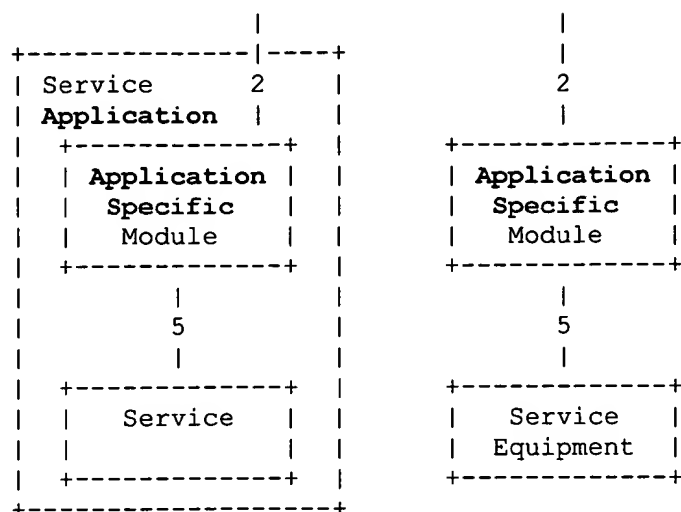 Service 2 2
Application
Application Application
Specific Specific
Module Module
5 5
Service Service
Equipment